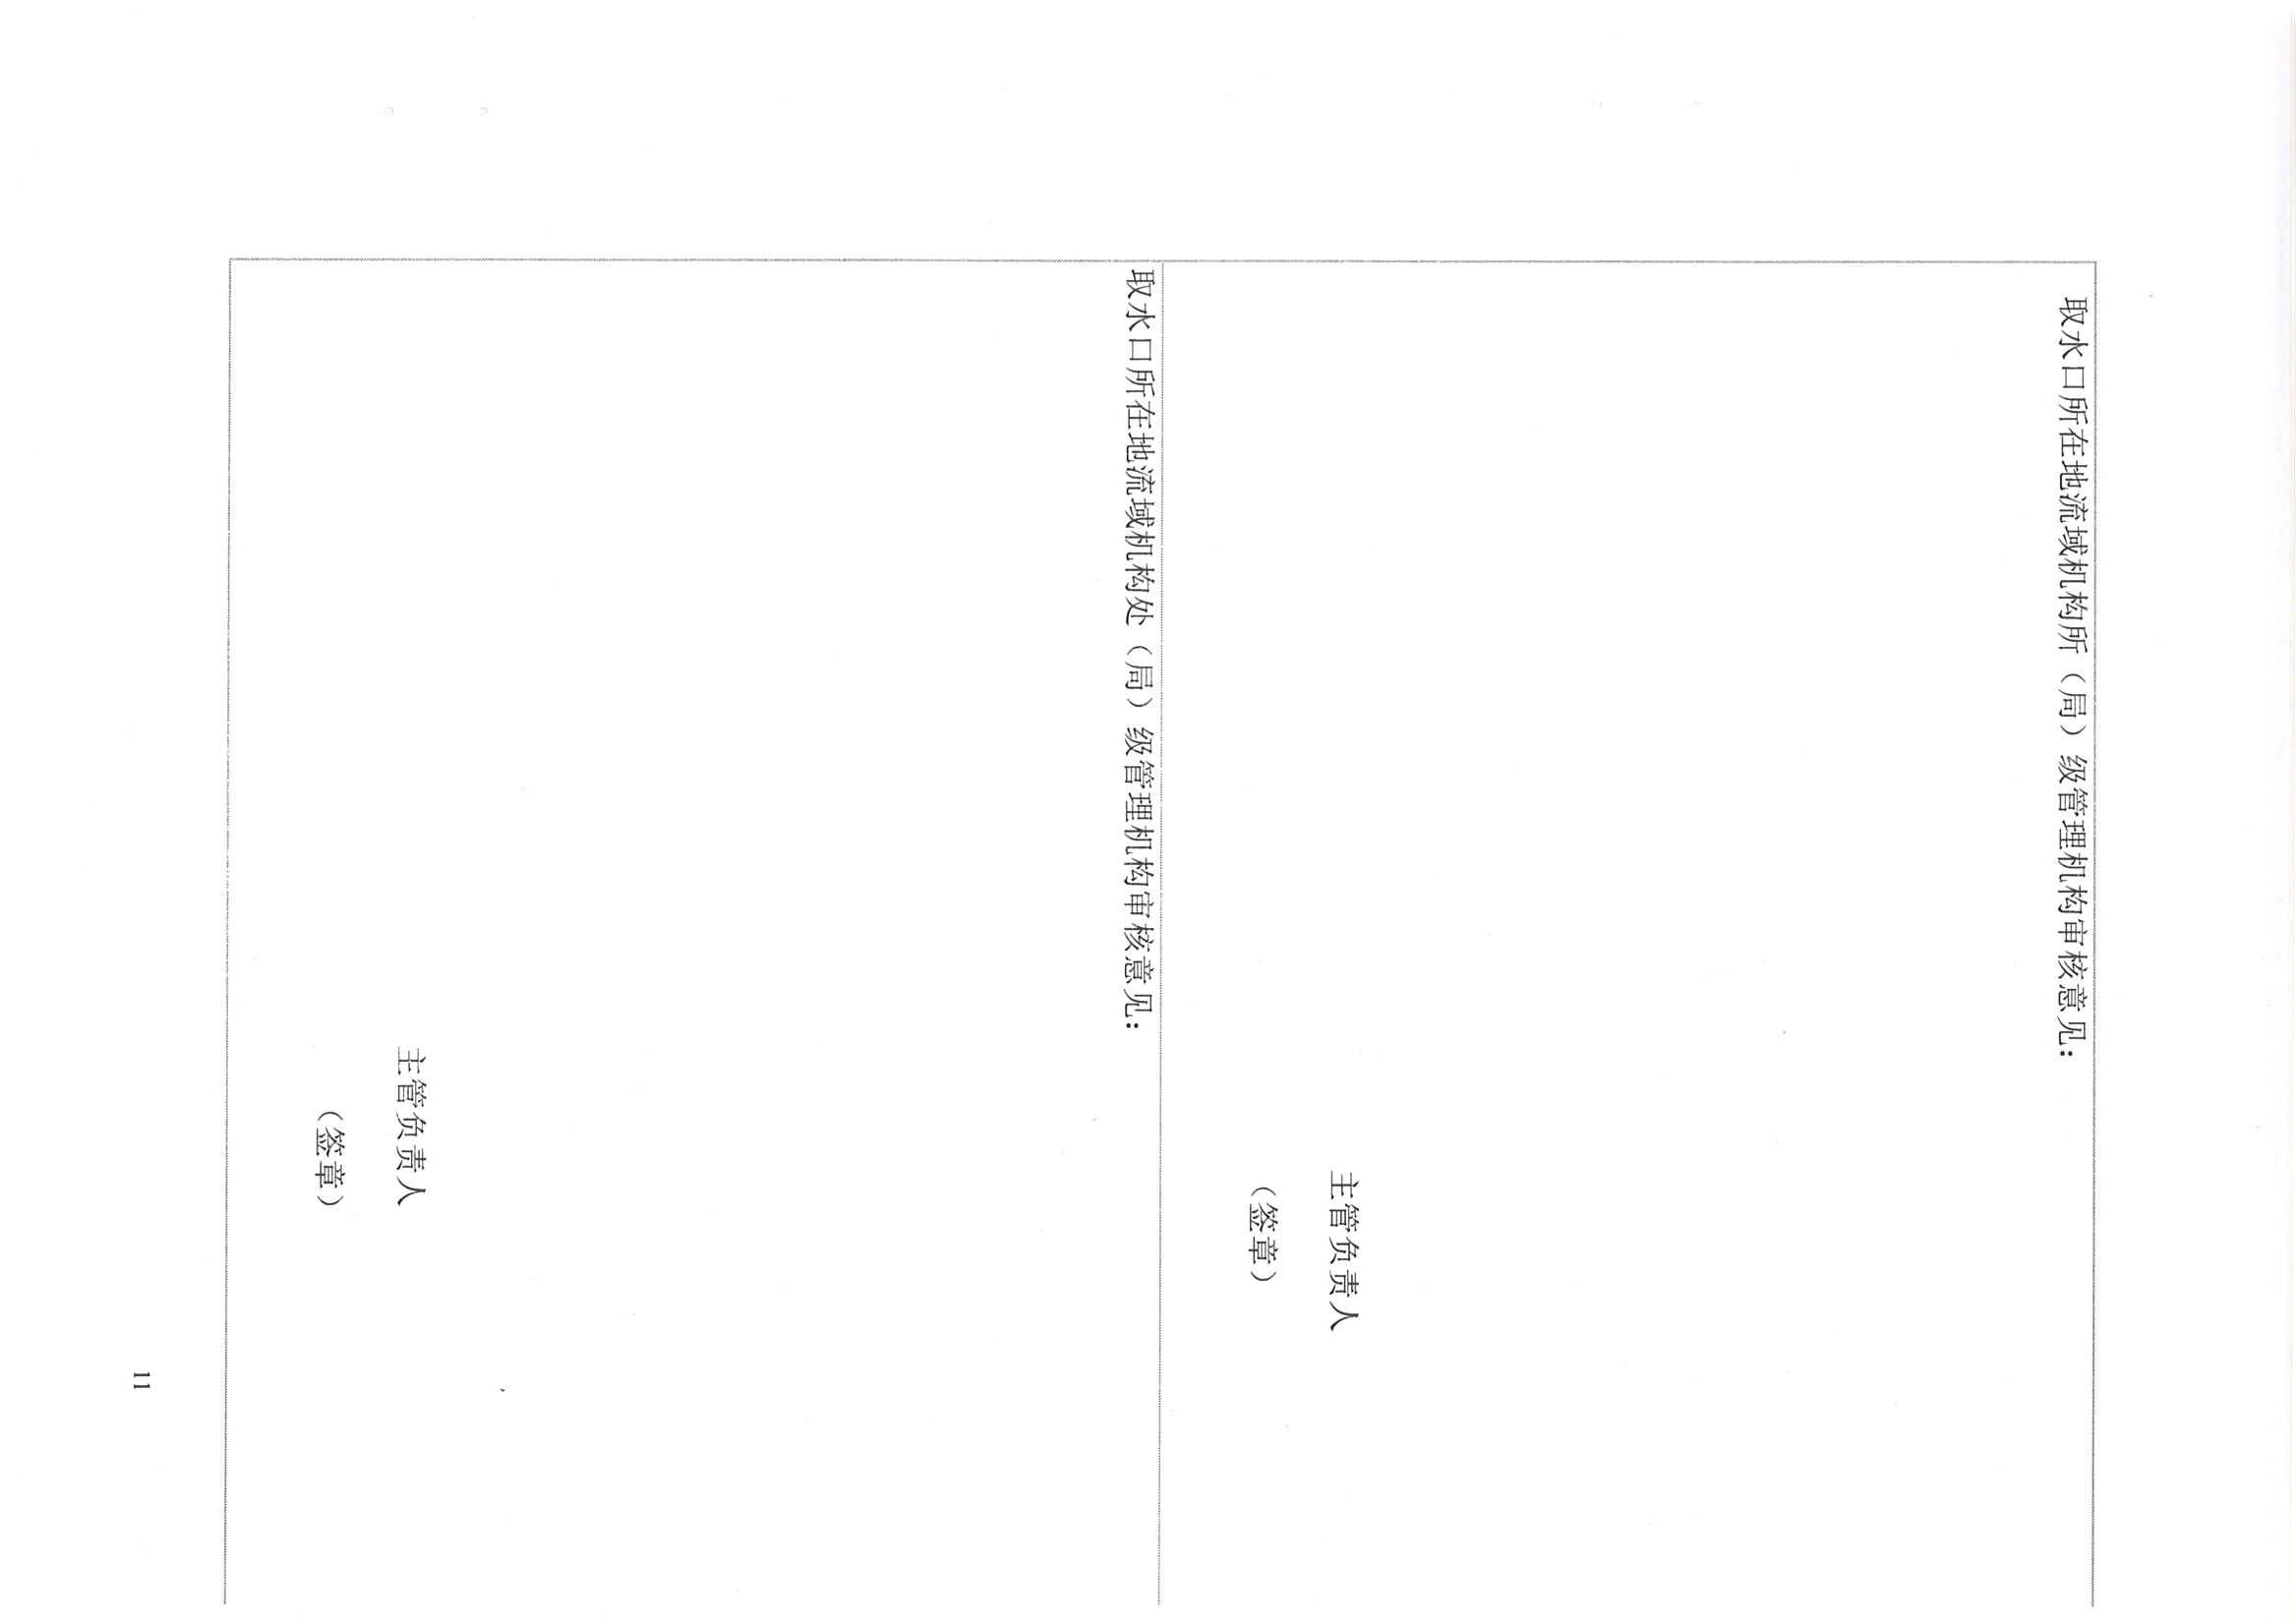 取水口所在地流域机构所（局）级管理机构审核意见：
主管负责人
（签章）
取水口所在地流域机构处（局）级管理机构审核意见：
主管负责人
（签章）
11